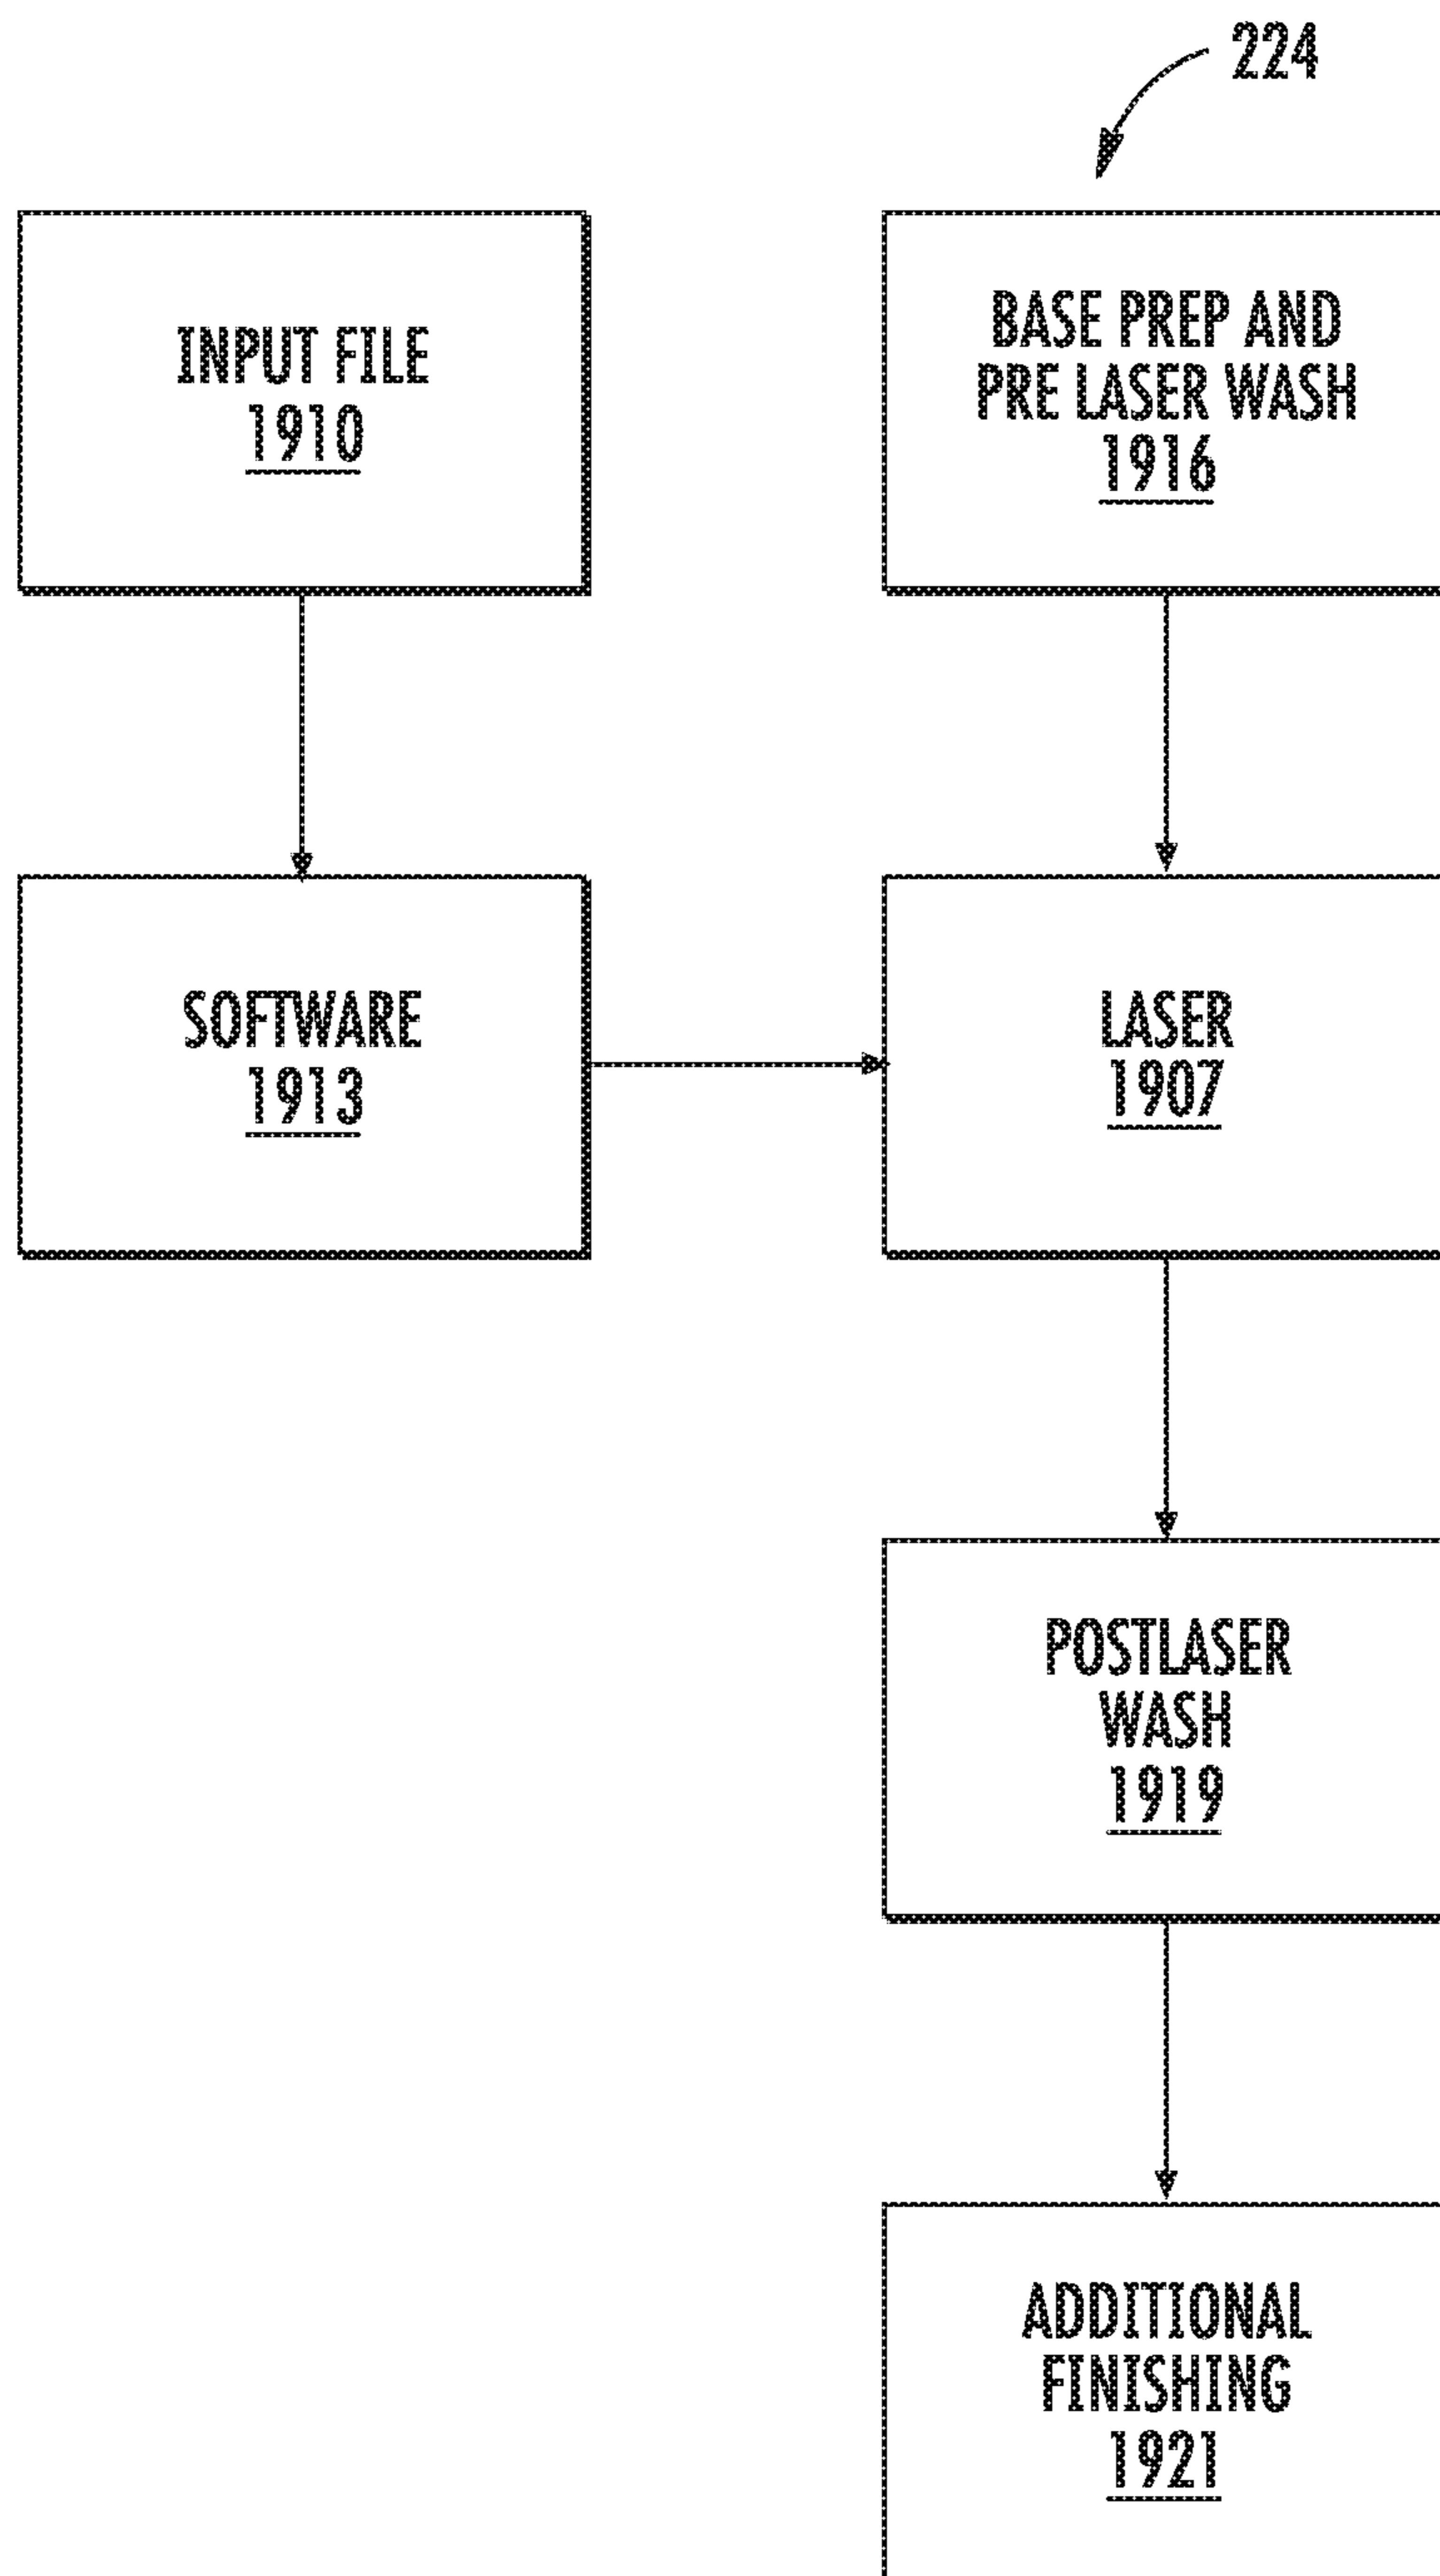 224
INPUT FILE
1910
BASE PREP AND
PRE LASER WASH
1916
SOFTWARE
1913
LASER
1907
POSTLASER
WASH
1919
ADDITIONAL
FINISHING
1921